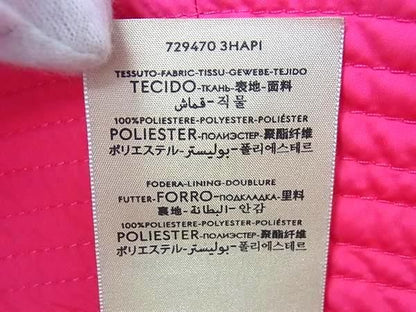 729470 3HAPI
TESSUTO-FABRIC-TISSU-GEWEBE-TEJIDO
TECIDO-ТКАНЬ-表地-面料
قماش-직물
100%POLIESTERE-POLYESTER-POLIÉSTER
POLIESTER-ПОЛИЭСТЕР-聚酯纤维
ポリエステル-بوليستر-폴리에스테르
FODERA-LINING-DOUBLURE
FUTTER-FORRO-ПОДКЛАДКА-里料
裏地-البطانة-안감
100%POLIESTERE-POLYESTER-POLIÉSTER
POLIESTER-ПОЛИЭСТЕР-聚酯纤维
ポリエステル-بوليستر-폴리에스테르